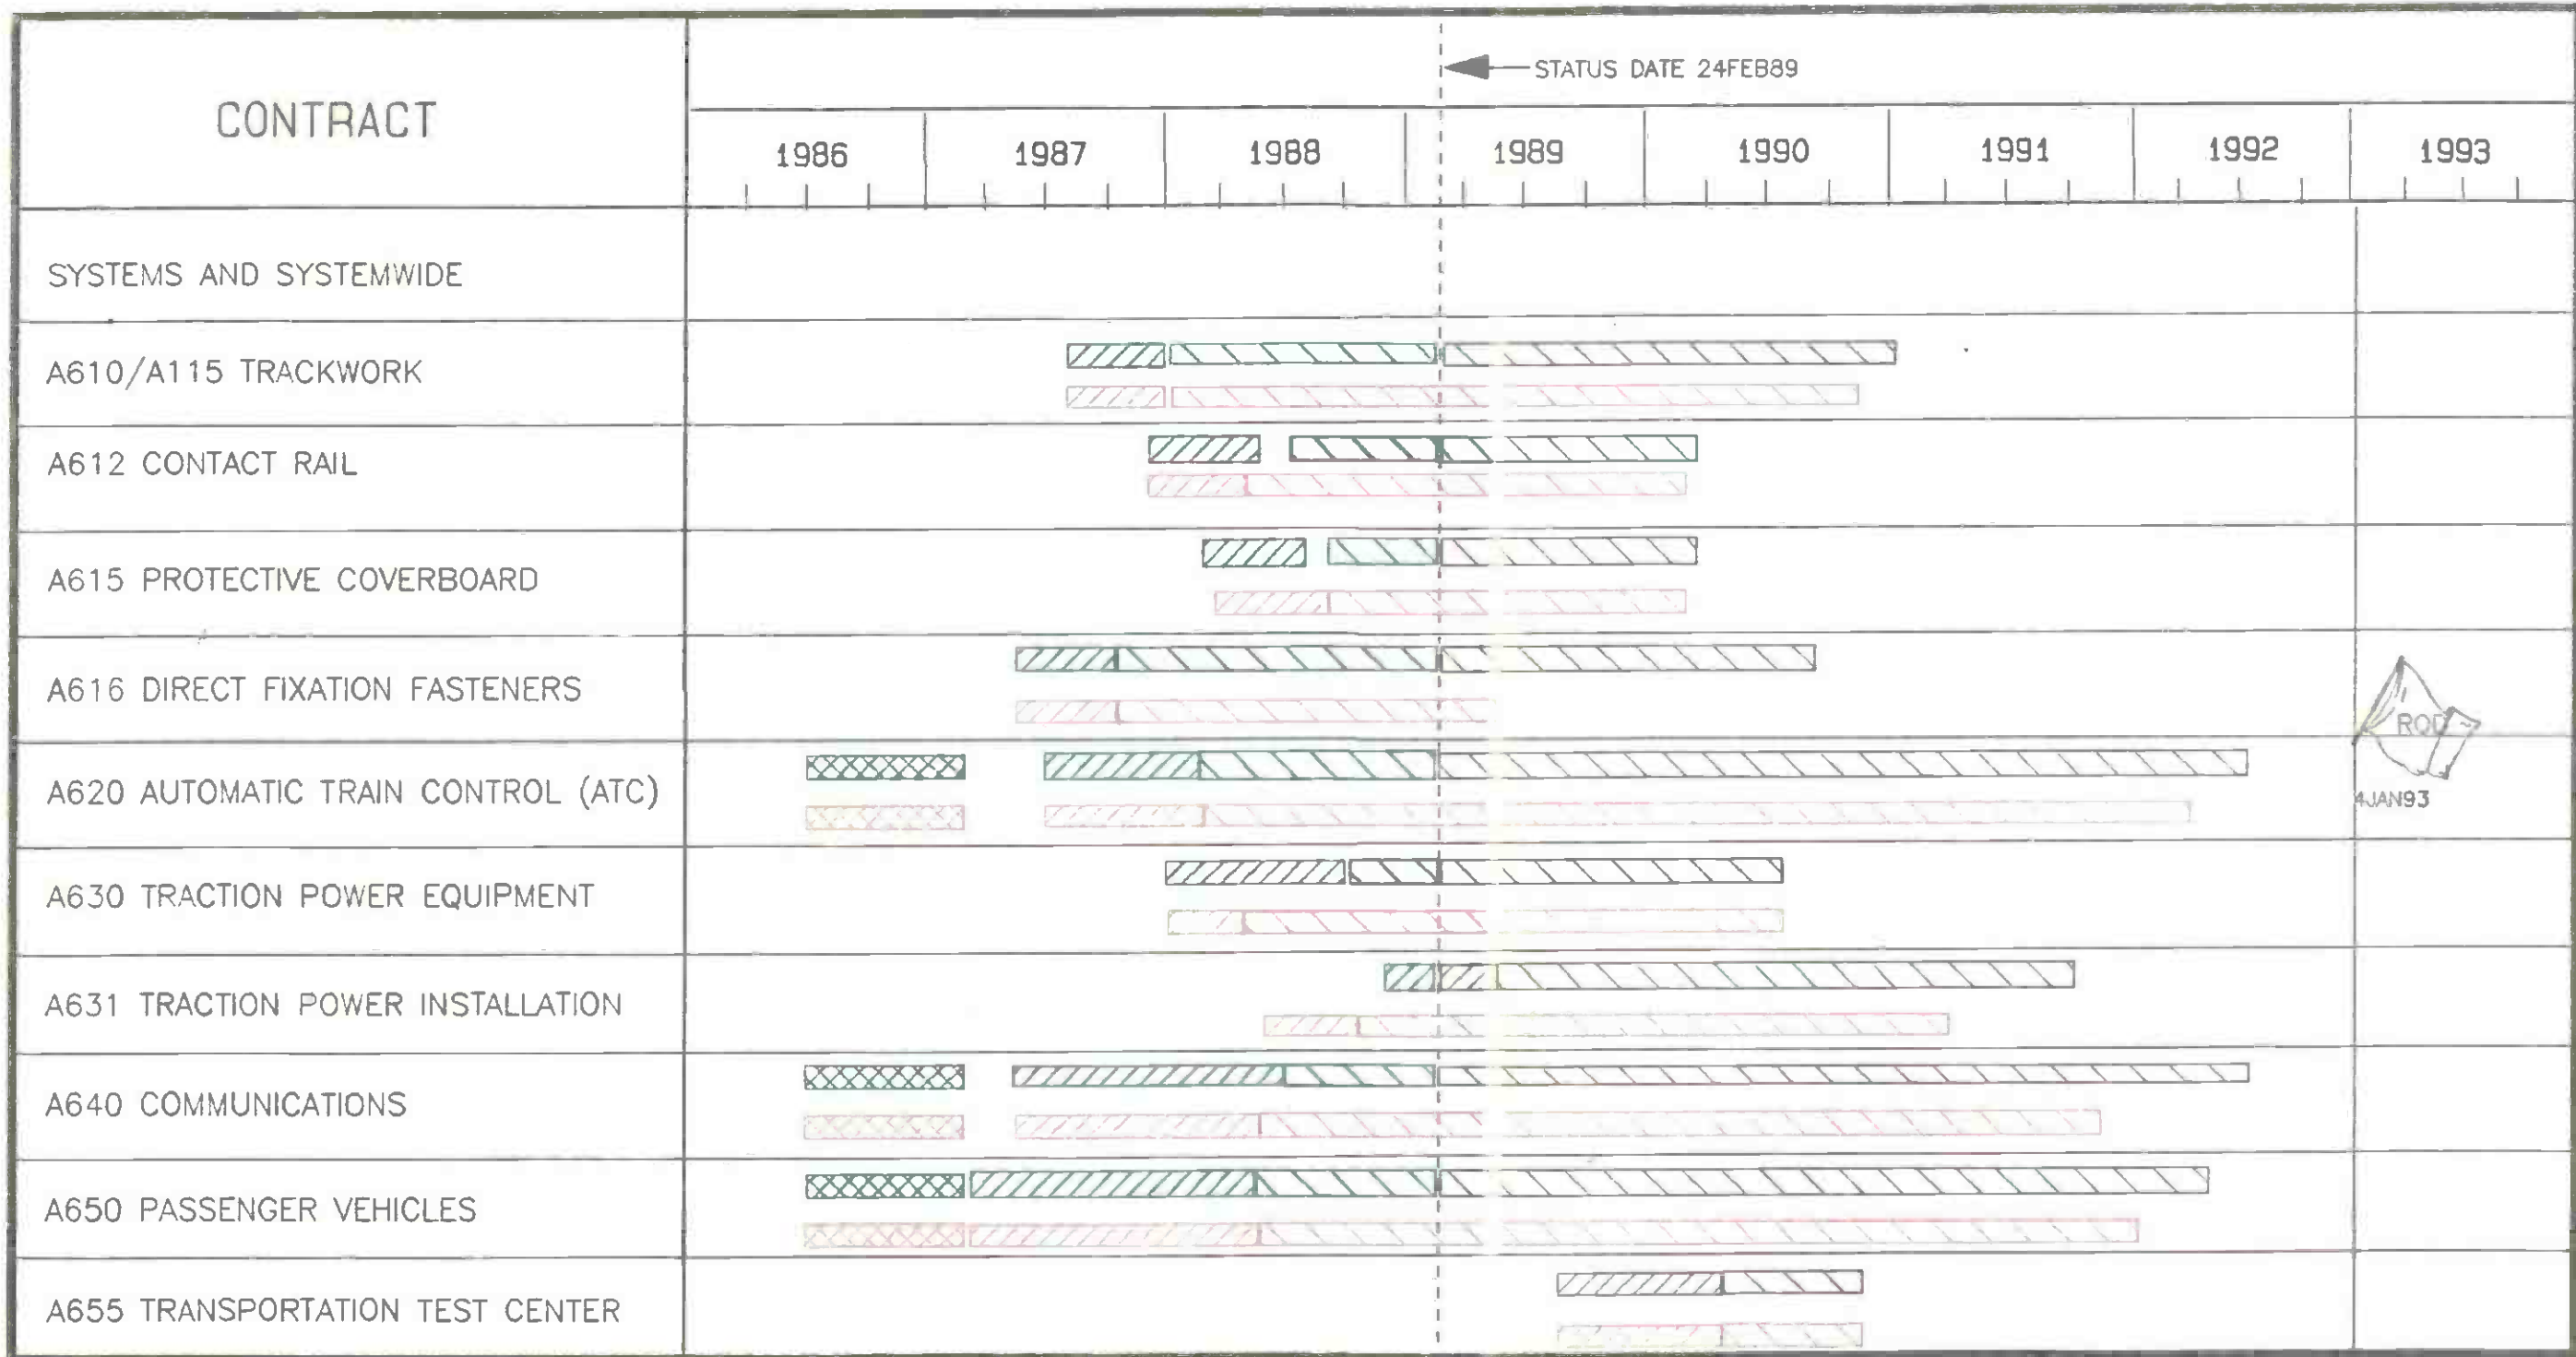 STATUS DATE 24FEB89
CONTRACT
1986 1987 1988 1989 1990 1991 1992 1993
SYSTEMS AND SYSTEMWIDE
A610/A115 TRACKWORK
A612 CONTACT RAIL
A615 PROTECTIVE COVERBOARD
A616 DIRECT FIXATION FASTENERS
ROD
A620 AUTOMATIC TRAIN CONTROL (ATC)
4JAN93
A630 TRACTION POWER EQUIPMENT
A631 TRACTION POWER INSTALLATION
A640 COMMUNICATIONS
A650 PASSENGER VEHICLES
A655 TRANSPORTATION TEST CENTER